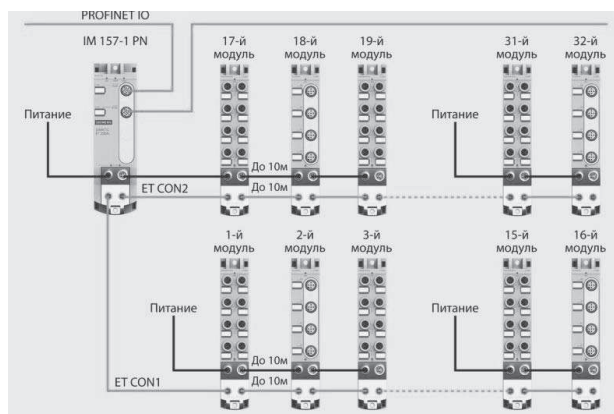 PROFINET IO
IM 157-1 PN
17-й модуль
18-й модуль
19-й модуль
31-й модуль
32-й модуль
Питание
Питание
До 10м
ET CON2
До 10м
1-й модуль
2-й модуль
3-й модуль
15-й модуль
16-й модуль
Питание
Питание
До 10м
ET CON1
До 10м
SIEMENS